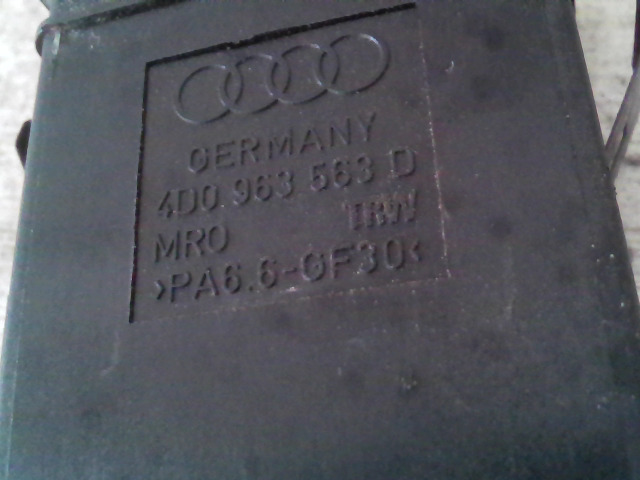 GERMANY
4D0 963 563 D
TRW
MRO
>PA6.6-GF30<